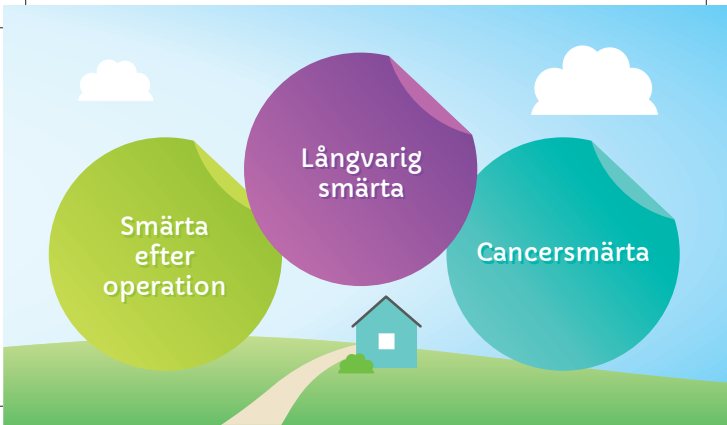 Smärta
efter
operation
Långvarig
smärta
Cancersmärta